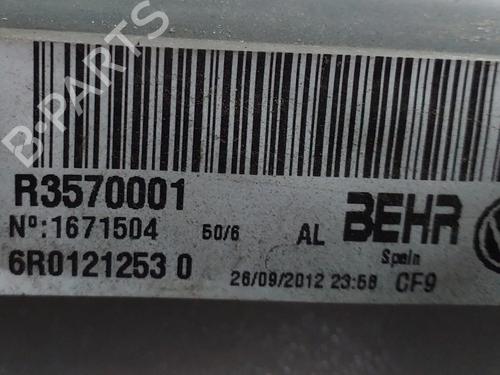 B-PARTS
R3570001
Nº:1671504 50/6 AL BEHR
Spain
6R0121253 0 26/09/2012 23:58 CF9